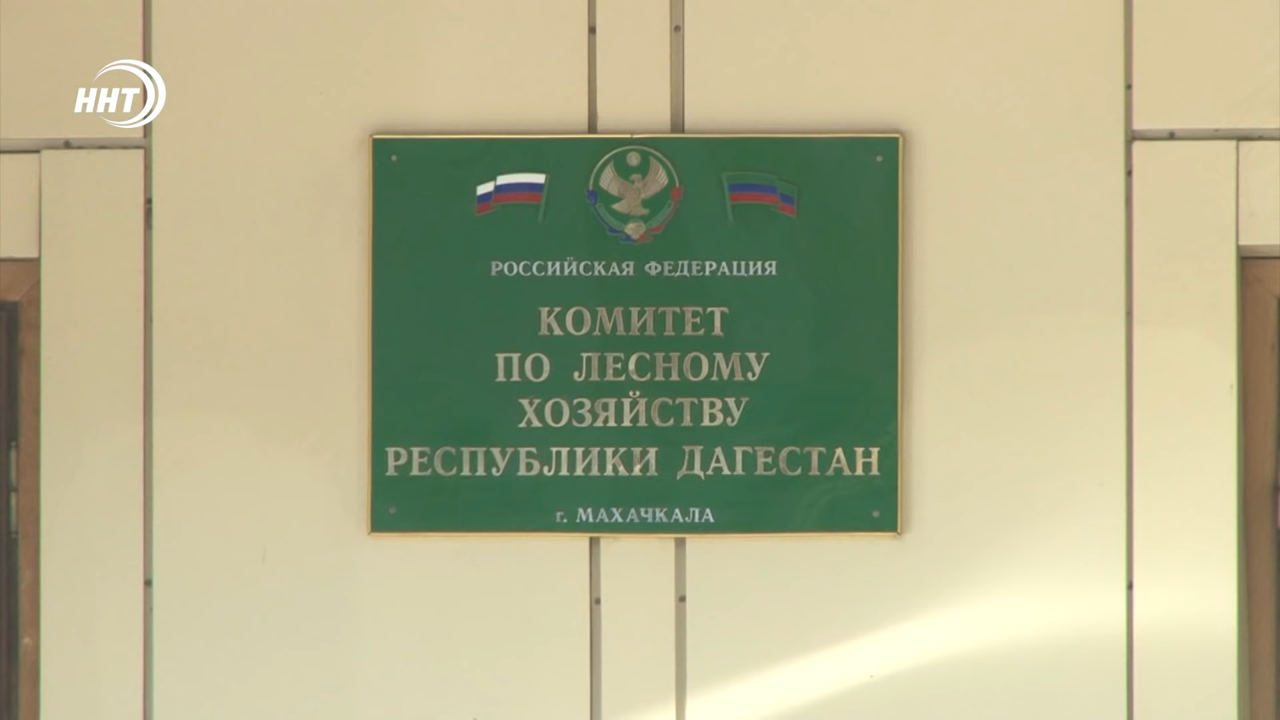 ННТ
РОССИЙСКАЯ ФЕДЕРАЦИЯ
КОМИТЕТ
ПО ЛЕСНОМУ
ХОЗЯЙСТВУ
РЕСПУБЛИКИ ДАГЕСТАН
г. МАХАЧКАЛА